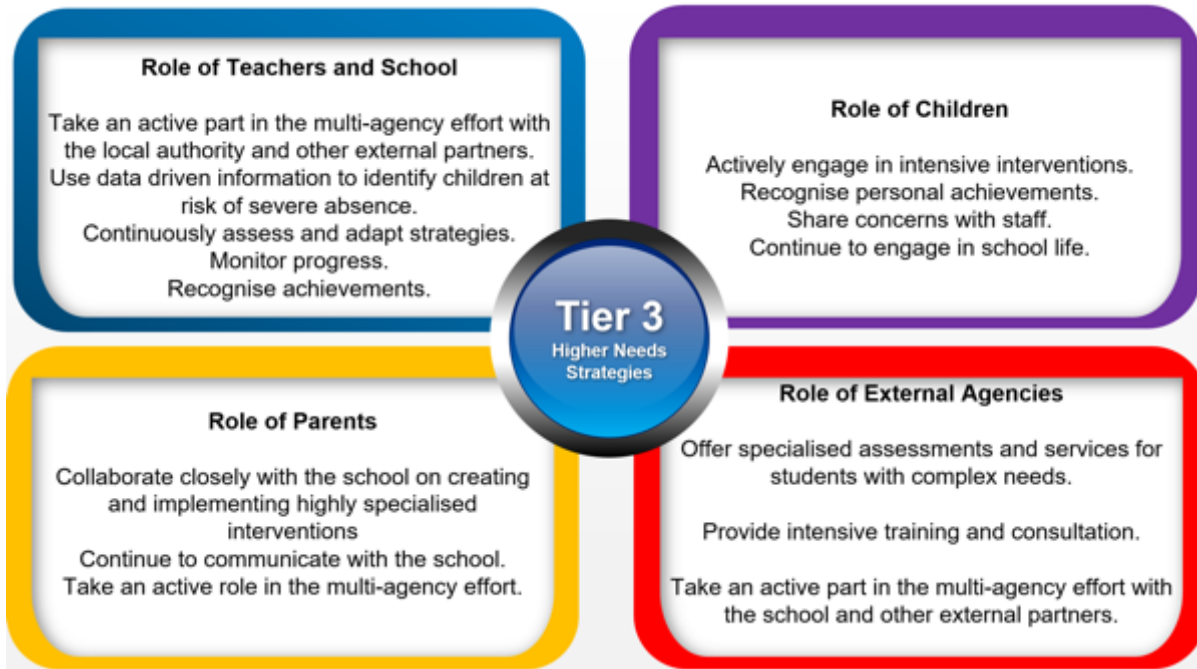 Role of Teachers and School
Take an active part in the multi-agency effort with
the local authority and other external partners.
Use data driven information to identify children at
risk of severe absence.
Continuously assess and adapt strategies.
Monitor progress.
Recognise achievements.
Role of Children
Actively engage in intensive interventions.
Recognise personal achievements.
Share concerns with staff.
Continue to engage in school life.
Tier 3
Higher Needs
Strategies
Role of Parents
Collaborate closely with the school on creating
and implementing highly specialised
interventions
Continue to communicate with the school.
Take an active role in the multi-agency effort.
Role of External Agencies
Offer specialised assessments and services for
students with complex needs.
Provide intensive training and consultation.
Take an active part in the multi-agency effort with
the school and other external partners.